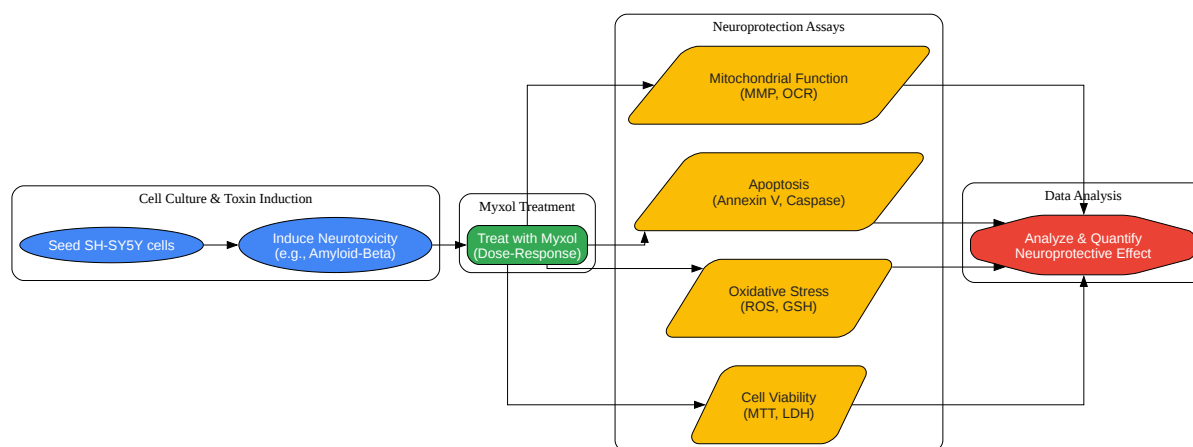 Cell Culture & Toxin Induction
Seed SH-SY5Y cells
Induce Neurotoxicity
(e.g., Amyloid-Beta)
Myxol Treatment
Treat with Myxol
(Dose-Response)
Neuroprotection Assays
Mitochondrial Function
(MMP, OCR)
Apoptosis
(Annexin V, Caspase)
Oxidative Stress
(ROS, GSH)
Cell Viability
(MTT, LDH)
Data Analysis
Analyze & Quantify
Neuroprotective Effect